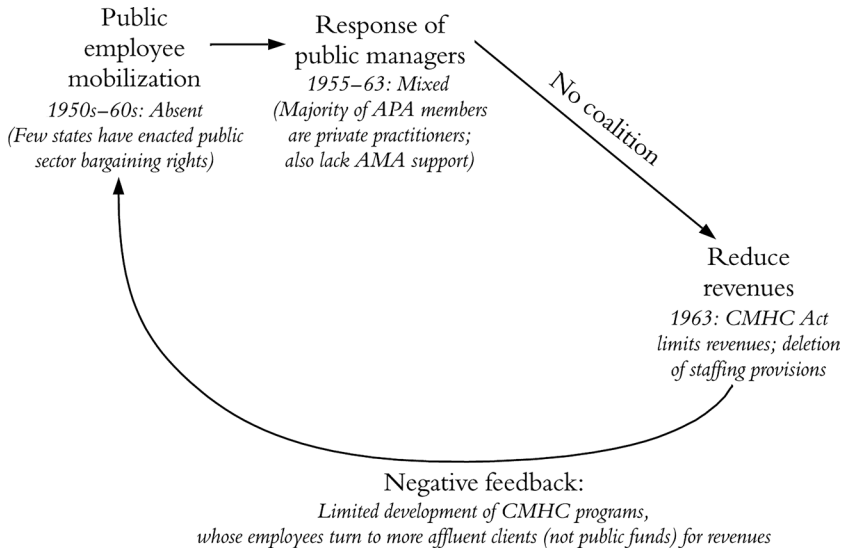 Public
employee
mobilization
1950s–60s: Absent
(Few states have enacted public
sector bargaining rights)
Response of
public managers
1955–63: Mixed
(Majority of APA members
are private practitioners;
also lack AMA support)
No coalition
Reduce
revenues
1963: CMHC Act
limits revenues; deletion
of staffing provisions
Negative feedback:
Limited development of CMHC programs,
whose employees turn to more affluent clients (not public funds) for revenues